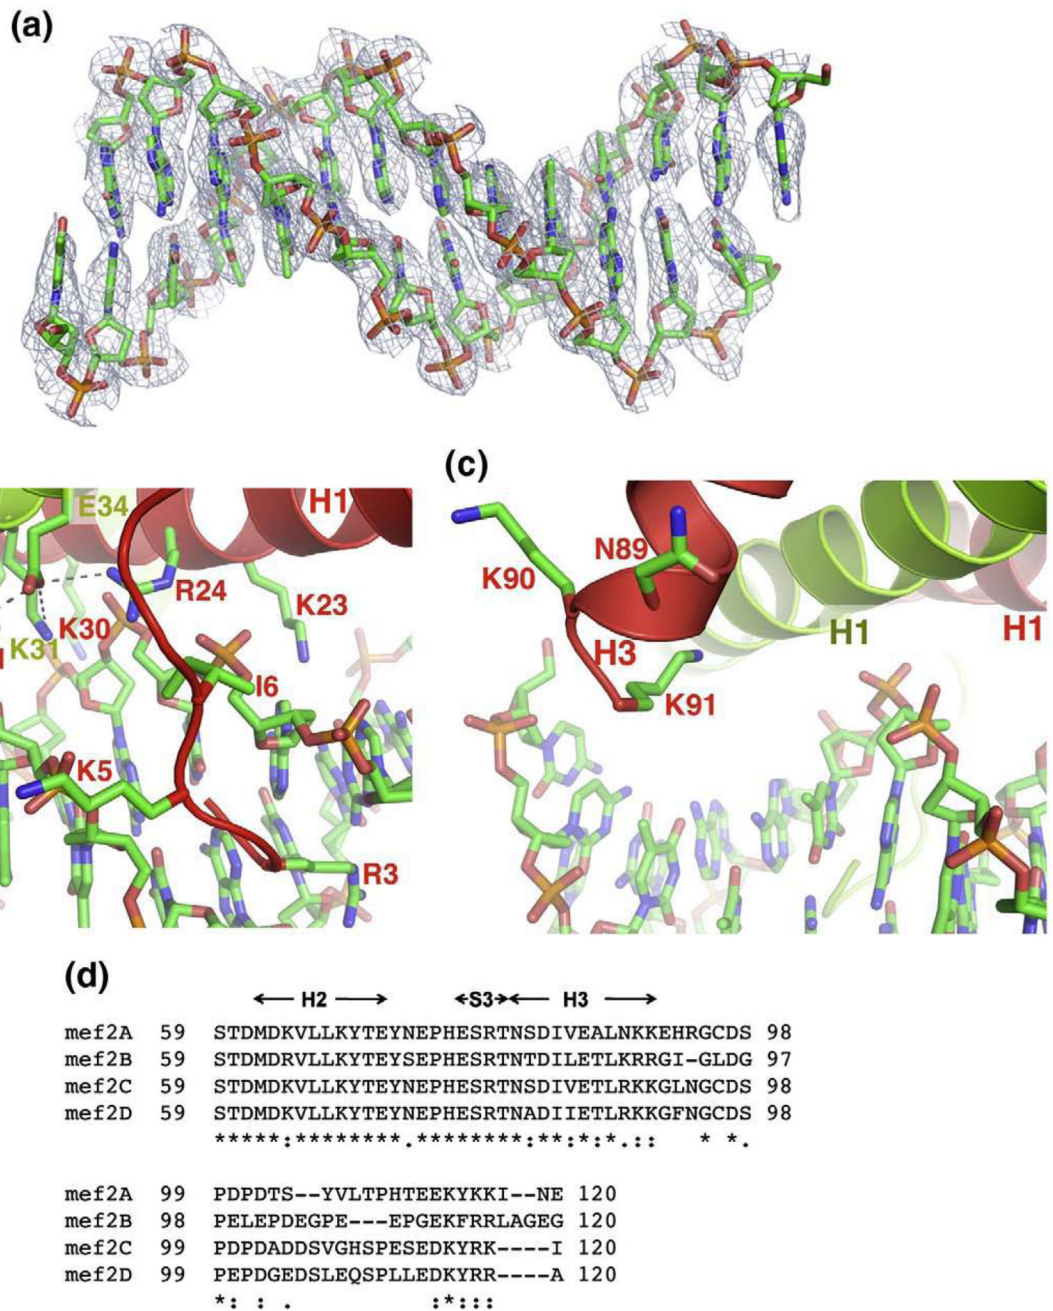 (a)
E34
H1
R24
K23
K30
K31
I6
K5
R3
(c)
N89
K90
H1
H1
H3
K91
(d)
H2 S3 H3
mef2A 59 STDMDKVLLKYTEYNEPHESRTNSDIVEALNKKEHRGCDS 98
mef2B 59 STDMDRVLLKYTEYSEPHESRTNTDILETLKRRGI-GLDG 97
mef2C 59 STDMDKVLLKYTEYNEPHESRTNSDIVETLRKKGLNGCDS 98
mef2D 59 STDMDKVLLKYTEYNEPHESRTNADIIETLRKKGFNGCDS 98
*****:********.********:**:*:*.:: * *.
mef2A 99 PDPDTS--YVLTPHTEEKYKKI--NE 120
mef2B 98 PELEPDEGPE---EPGEKFRRLAGEG 120
mef2C 99 PDPDADDSVGHSPESEDKYRK----I 120
mef2D 99 PEPDGEDSLEQSPLLEDKYRR----A 120
*: : . :*:::